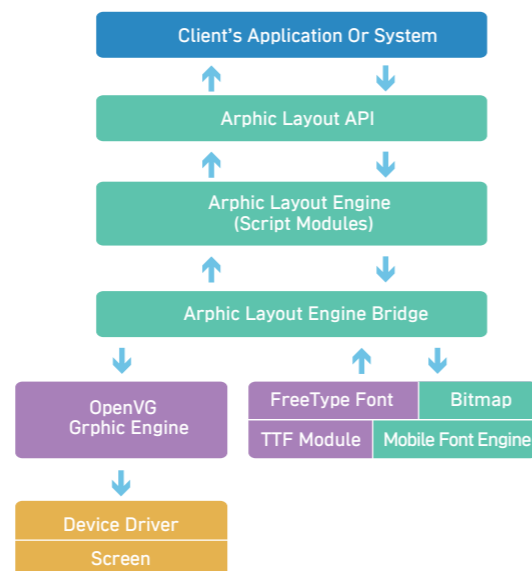 Client's Application Or System
Arphic Layout API
Arphic Layout Engine
(Script Modules)
Arphic Layout Engine Bridge
OpenVG
Grphic Engine
FreeType Font
Bitmap
TTF Module
Mobile Font Engine
Device Driver
Screen